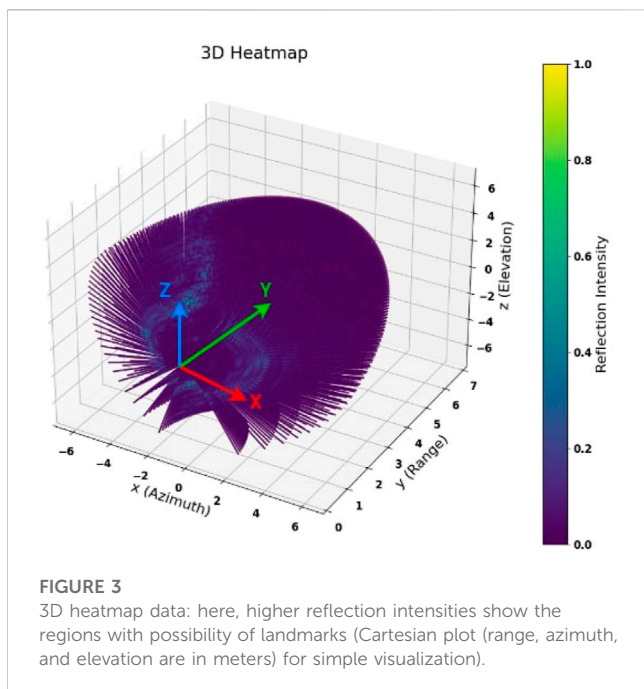 3D Heatmap
1.0
0.8
0.6
0.4
0.2
0.0
Reflection Intensity
6
4
2
0
−2
−4
−6
z (Elevation)
Z
Y
X
−6
−4
−2
0
2
4
6
x (Azimuth)
0
1
2
3
4
5
6
7
y (Range)
FIGURE 3
3D heatmap data: here, higher reflection intensities show the
regions with possibility of landmarks (Cartesian plot (range, azimuth,
and elevation are in meters) for simple visualization).